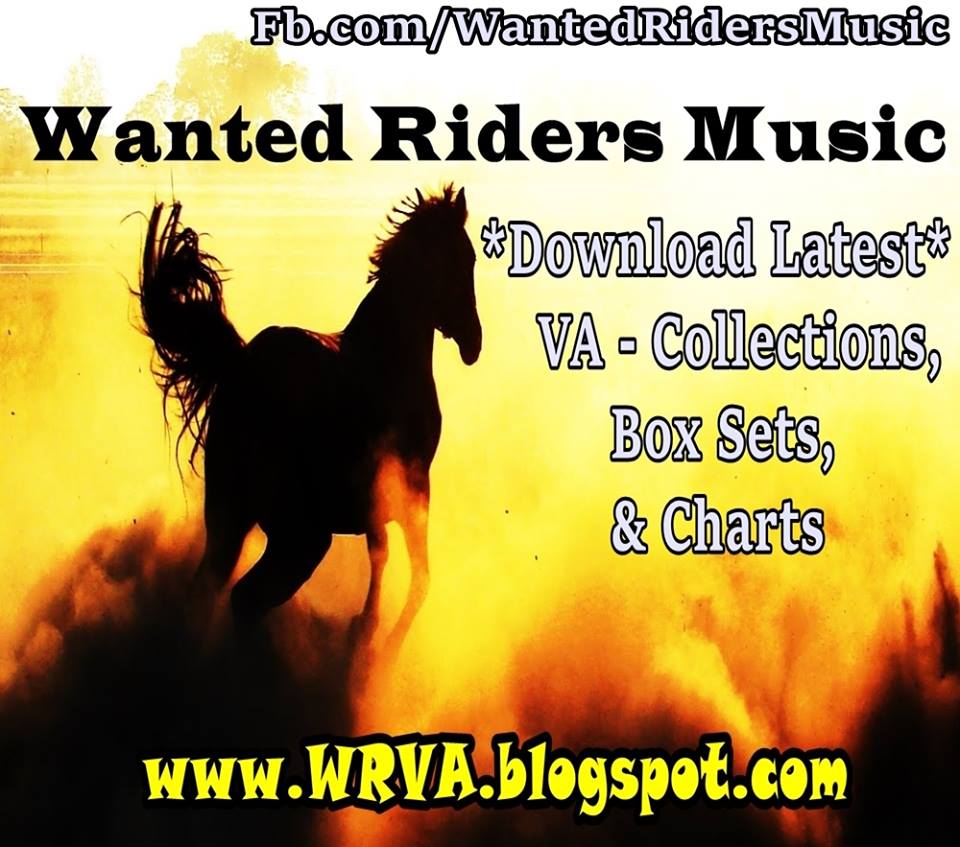 Fb.com/WantedRidersMusic
Wanted Riders Music
*Download Latest*
VA - Collections,
Box Sets,
& Charts
www.WRVA.blogspot.com